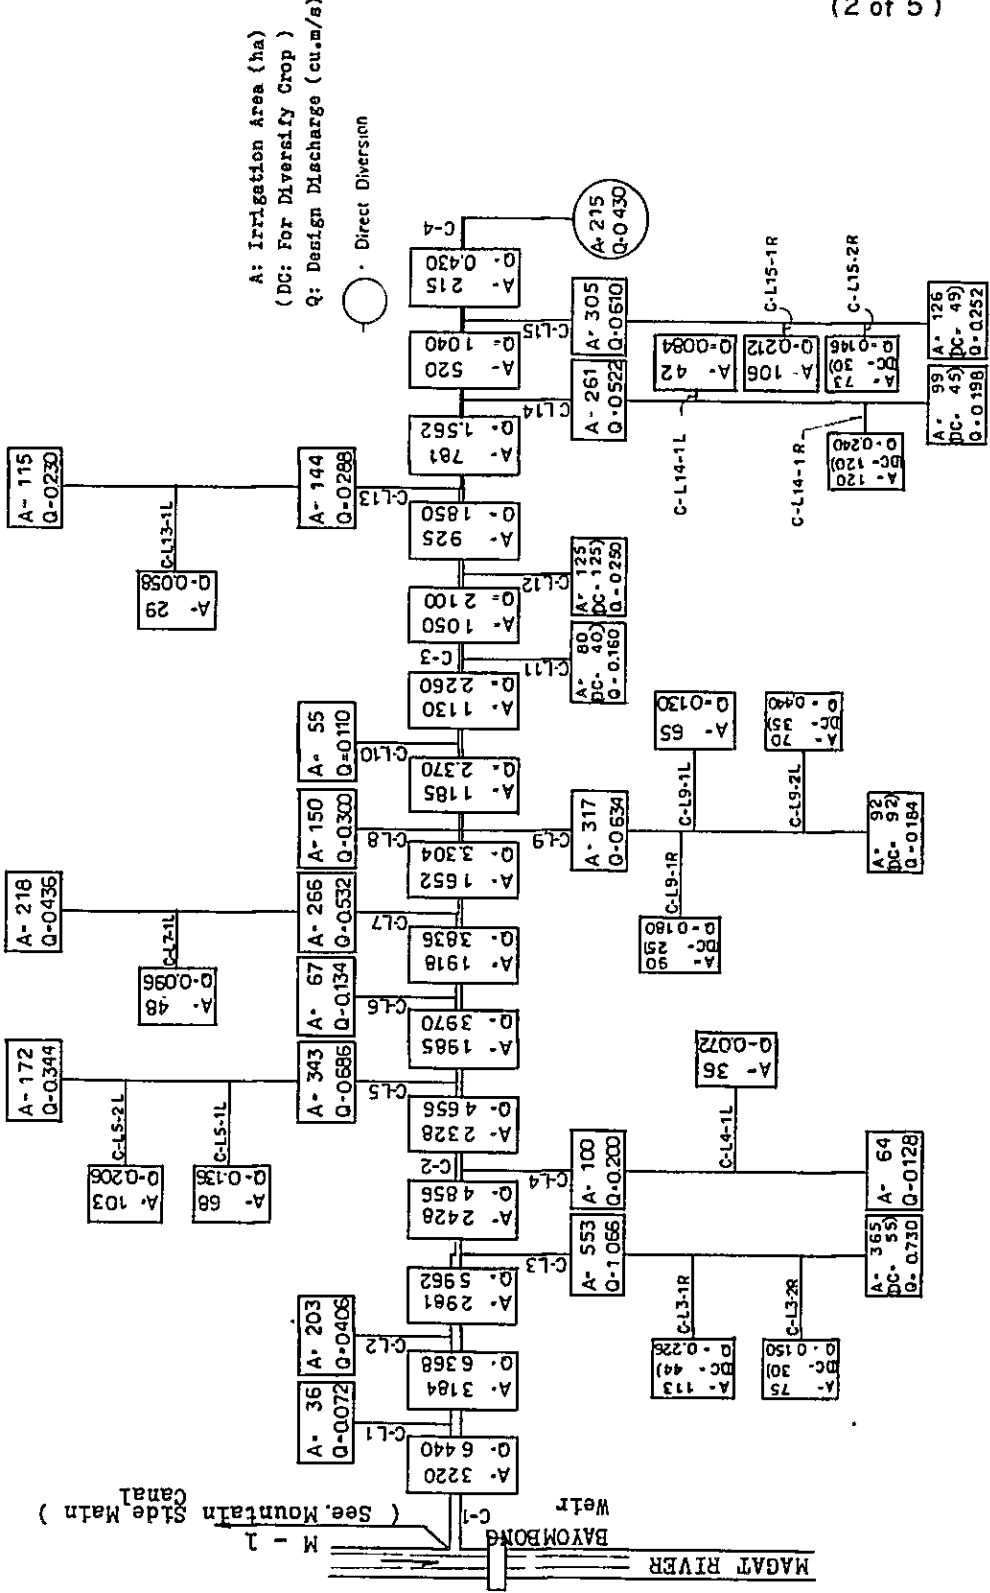 (2 of 5)
A: Irrigation Area (ha)
(DC: For Diversify Crop)
Q: Design Discharge (cu.m/s)
. Direct Diversion
MAGAT RIVER
BAYOMBONG
Weir
M - 1
( See. Mountain Side Main
Canal )
C-1
A- 3220
Q- 6.440
C-L1
A- 36
Q-0.072
A- 3184
Q- 6.368
C-L2
A- 203
Q-0.406
A- 2981
Q- 5.962
C-L3
A- 553
Q-1.066
C-L3-1R
A- 113
(DC- 44)
Q- 0.226
C-L3-2R
A- 75
(DC- 30)
Q- 0.150
A- 365
DC- 55)
Q- 0.730
A- 2428
Q- 4.856
C-2
C-L4
A- 100
Q-0.200
C-L4-1L
A- 36
Q-0.072
A- 64
Q-0.128
A- 2328
Q- 4.656
C-L5
A- 343
Q-0.686
C-L5-1L
A- 68
Q-0.136
C-L5-2L
A- 103
Q-0.206
A- 172
Q-0.344
A- 1985
Q- 3.970
C-L6
A- 67
Q-0.134
A- 1918
Q- 3.836
C-L7
A- 266
Q-0.532
C-L7-1L
A- 48
Q-0.096
A- 218
Q-0.436
A- 1652
Q- 3.304
C-L8
A- 150
Q-0.300
C-L9
A- 317
Q-0.634
C-L9-1R
A= 90
DC- 25)
Q- 0.180
C-L9-1L
A- 65
Q=0.130
C-L9-2L
A- 70
DC- 35)
Q- 0.140
A= 92
DC- 92)
Q-0.184
A- 1185
Q- 2.370
C-L10
A- 55
Q=0.110
A- 1130
Q- 2.260
C-3
C-L11
A- 80
DC- 40)
Q- 0.160
A- 1050
Q= 2.100
C-L12
A- 125
DC= 125)
Q-0.250
A- 925
Q- 1.850
C-L13
A- 144
Q-0.288
C-L13-1L
A- 29
Q-0.058
A- 115
Q-0.230
A- 781
Q- 1.562
C-L14
A- 261
Q-0.522
C-L14-1L
A- 42
Q=0.084
C-L14-1R
A- 120
DC- 120)
Q-0.240
A- 99
DC- 45)
Q-0.198
A- 520
Q= 1.040
C-L15
A- 305
Q-0.610
C-L15-1R
A- 106
Q-0.212
C-L15-2R
A- 73
DC- 30)
Q-0.146
A= 126
DC- 49)
Q-0.252
A- 215
Q- 0.430
C-4
A- 215
Q-0.430